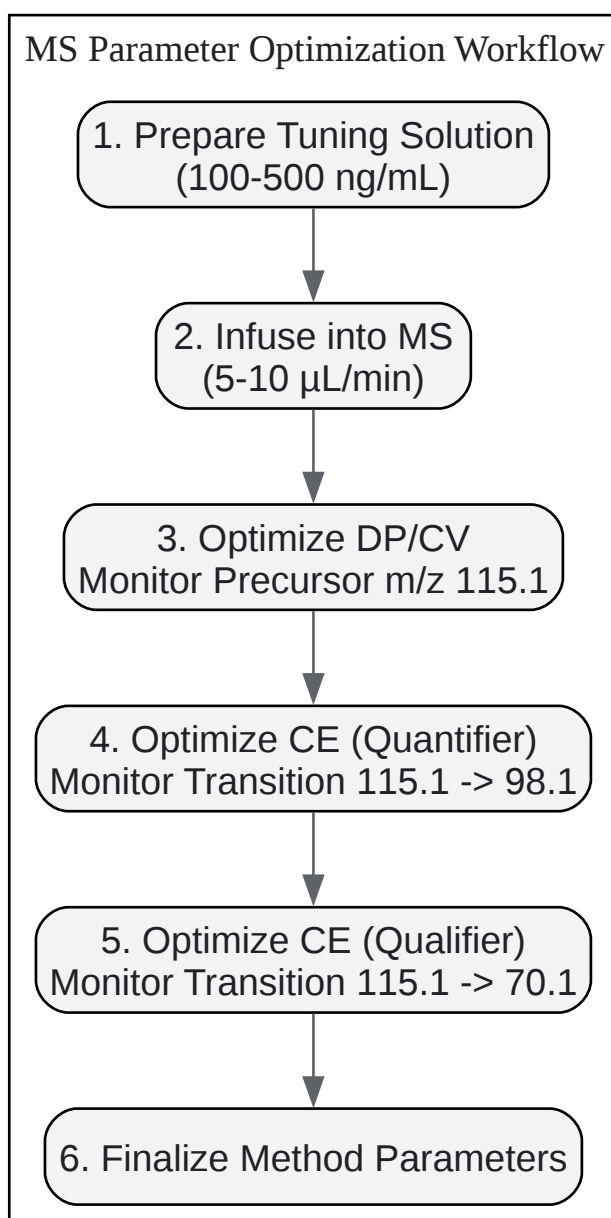 MS Parameter Optimization Workflow
1. Prepare Tuning Solution
(100-500 ng/mL)
2. Infuse into MS
(5-10 µL/min)
3. Optimize DP/CV
Monitor Precursor m/z 115.1
4. Optimize CE (Quantifier)
Monitor Transition 115.1 -> 98.1
5. Optimize CE (Qualifier)
Monitor Transition 115.1 -> 70.1
6. Finalize Method Parameters